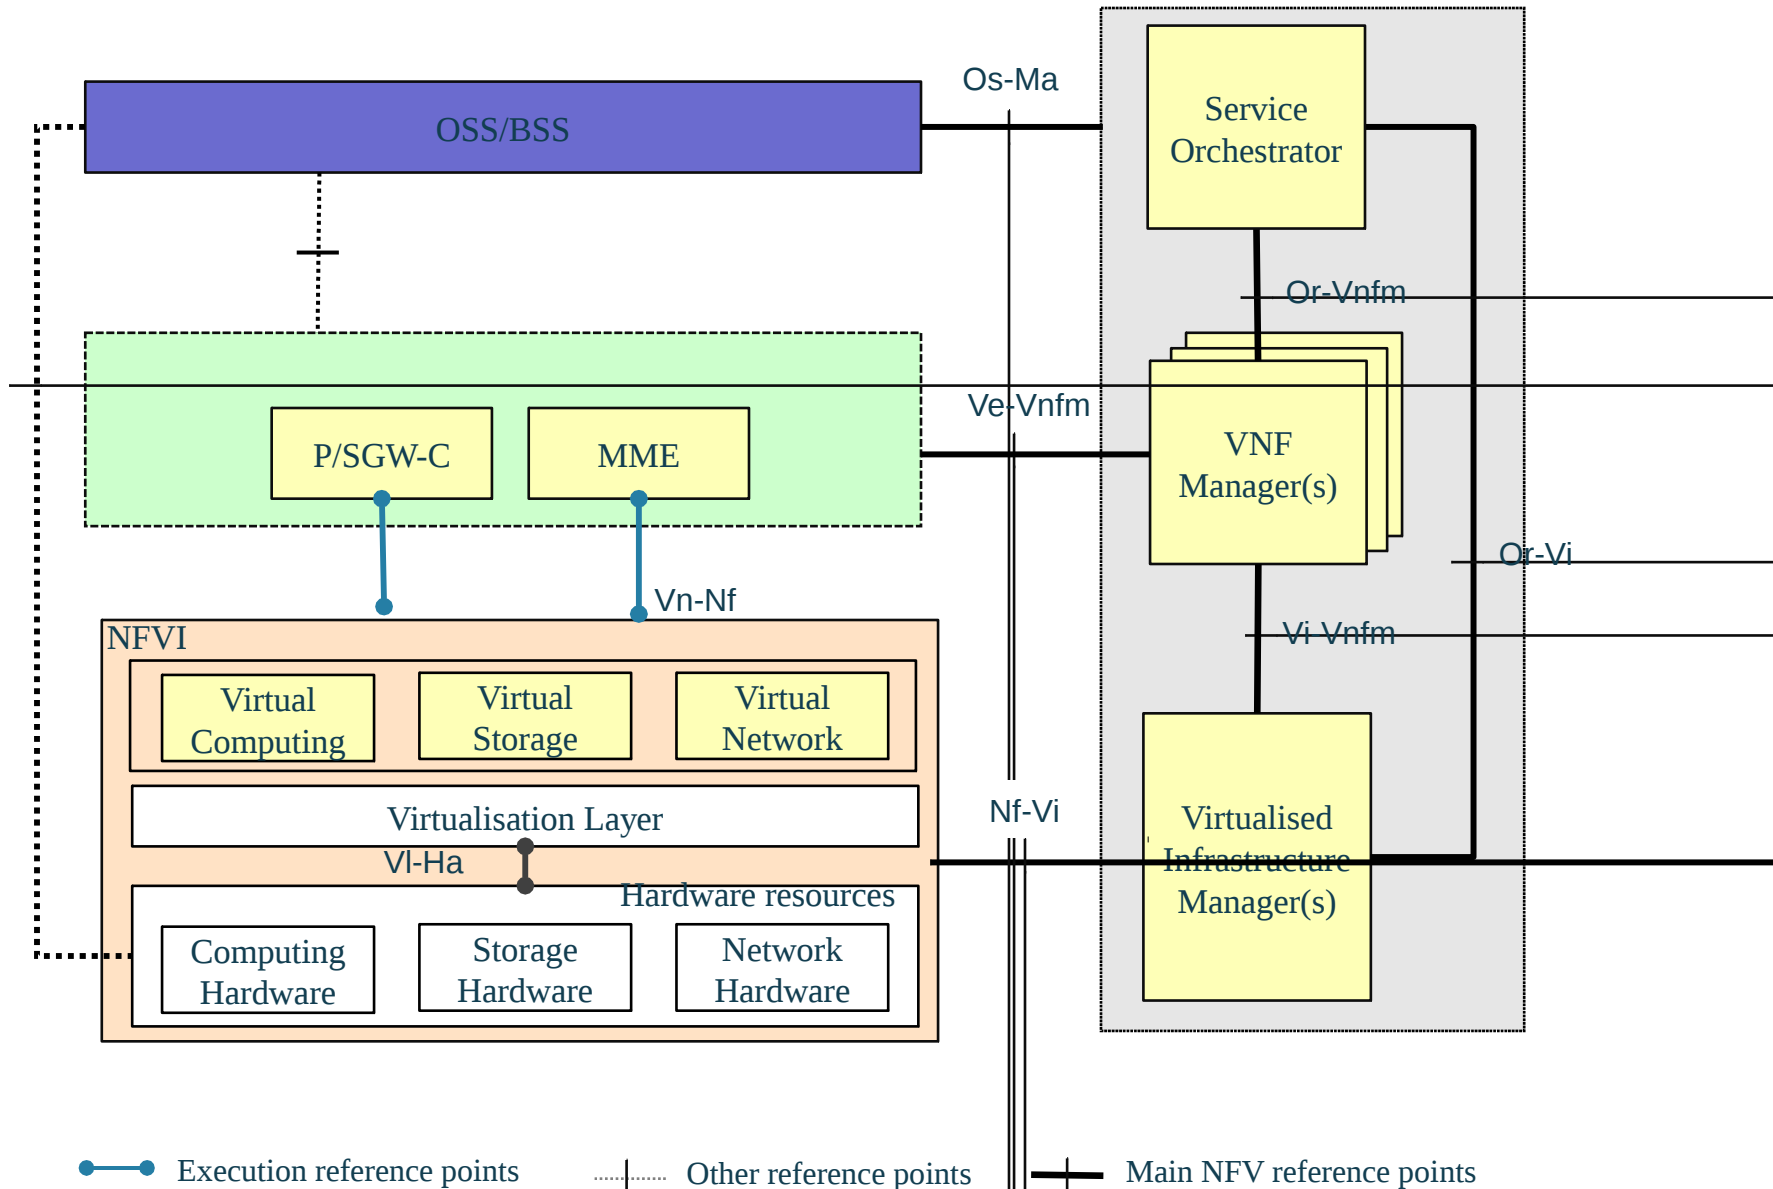 Os-Ma
OSS/BSS
Service
Orchestrator
Or-Vnfm
Ve-Vnfm
P/SGW-C
MME
VNF
Manager(s)
Or-Vi
Vn-Nf
Vi-Vnfm
NFVI
Virtual
Computing
Virtual
Storage
Virtual
Network
Nf-Vi
Virtualisation Layer
Virtualised
Infrastructure
Manager(s)
Vl-Ha
Hardware resources
Computing
Hardware
Storage
Hardware
Network
Hardware
Execution reference points
Other reference points
Main NFV reference points